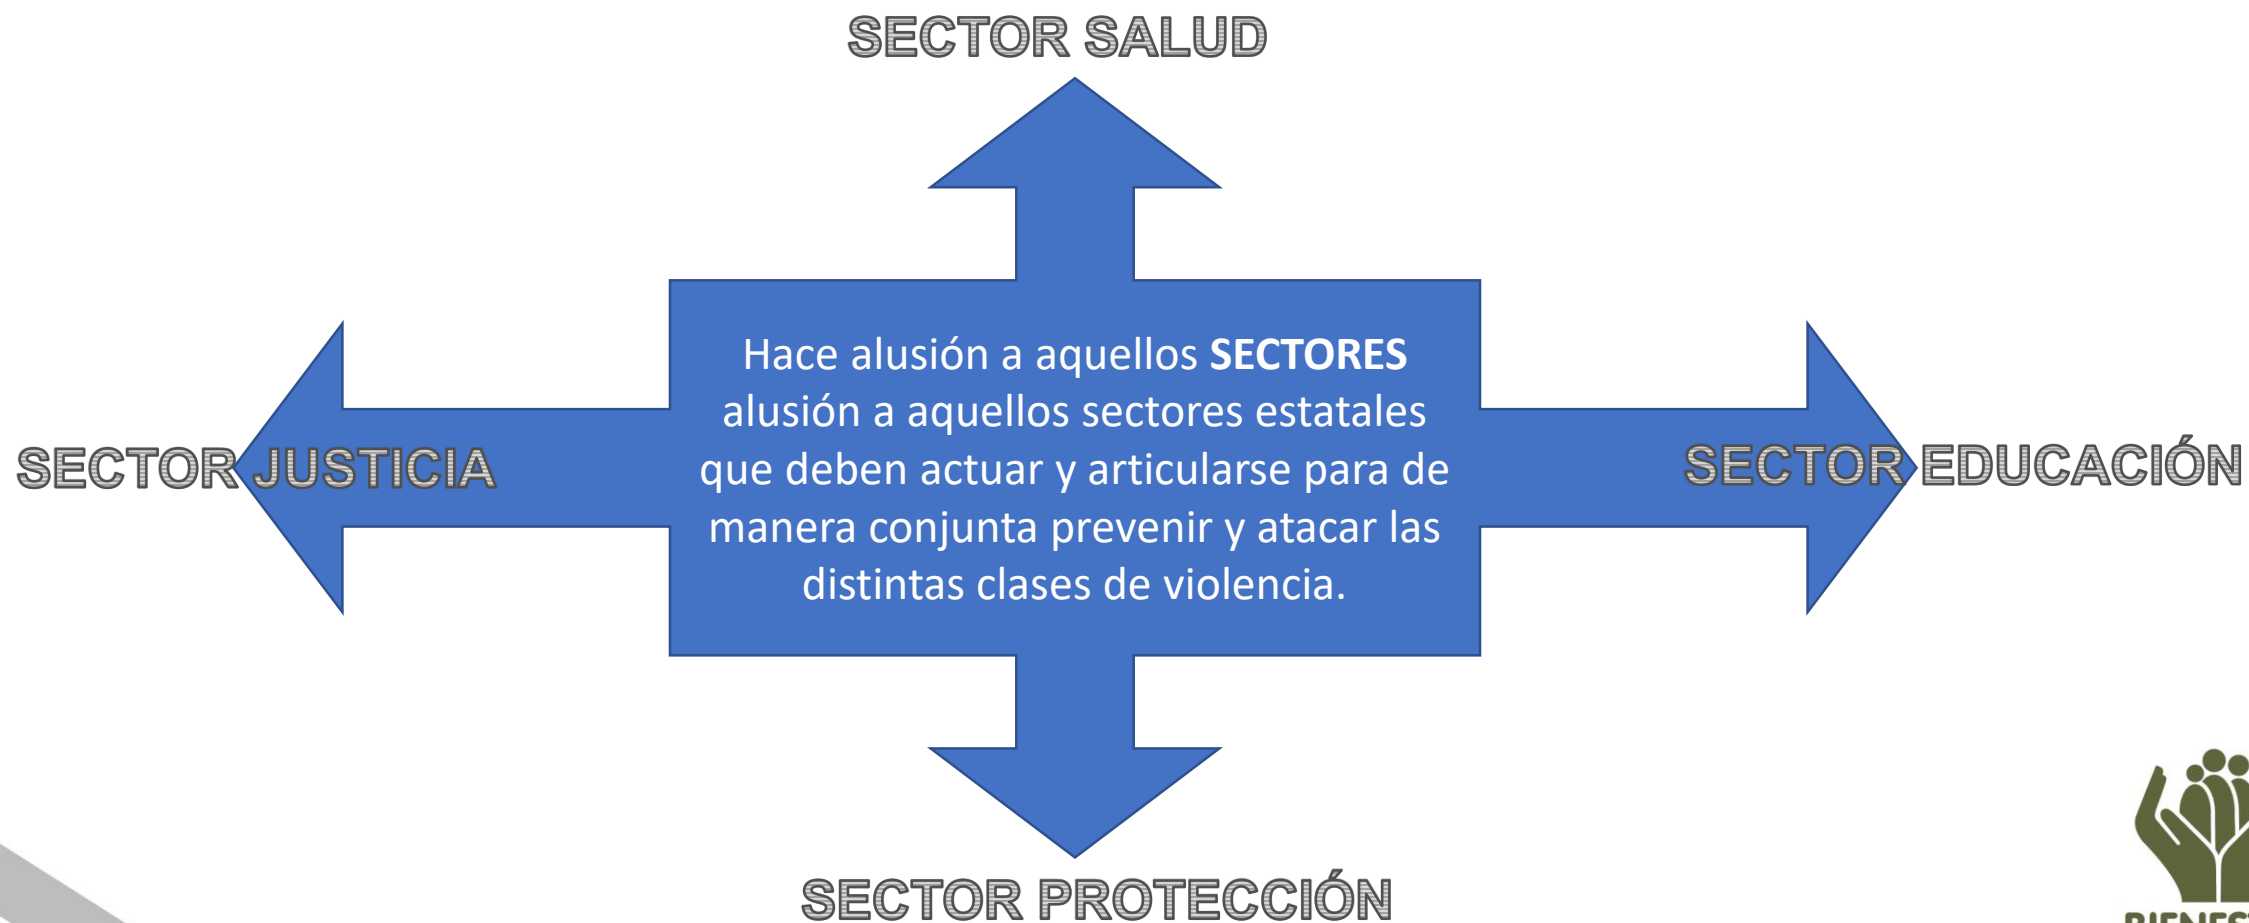 SECTOR SALUD
Hace alusión a aquellos SECTORES
alusión a aquellos sectores estatales
que deben actuar y articularse para de
manera conjunta prevenir y atacar las
distintas clases de violencia.
SECTOR JUSTICIA
SECTOR EDUCACIÓN
SECTOR PROTECCIÓN